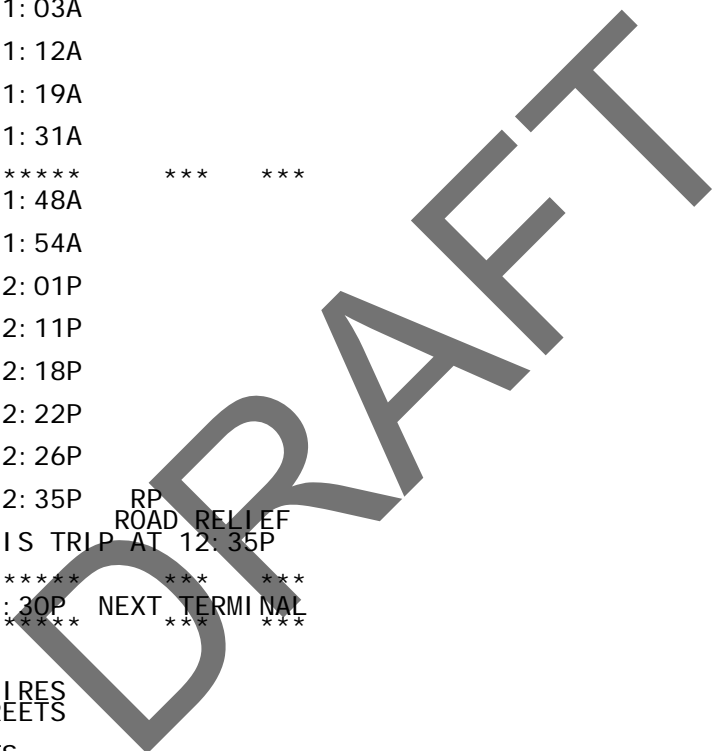 1:03A
1:12A
1:19A
1:31A
***** *** ***
1:48A
1:54A
2:01P
2:11P
2:18P
2:22P
2:26P
2:35P RP
ROAD RELIEF
IS TRIP AT 12:35P
***** *** ***
:30P NEXT TERMINAL
***** *** ***
IRES
EETS
DRAFT